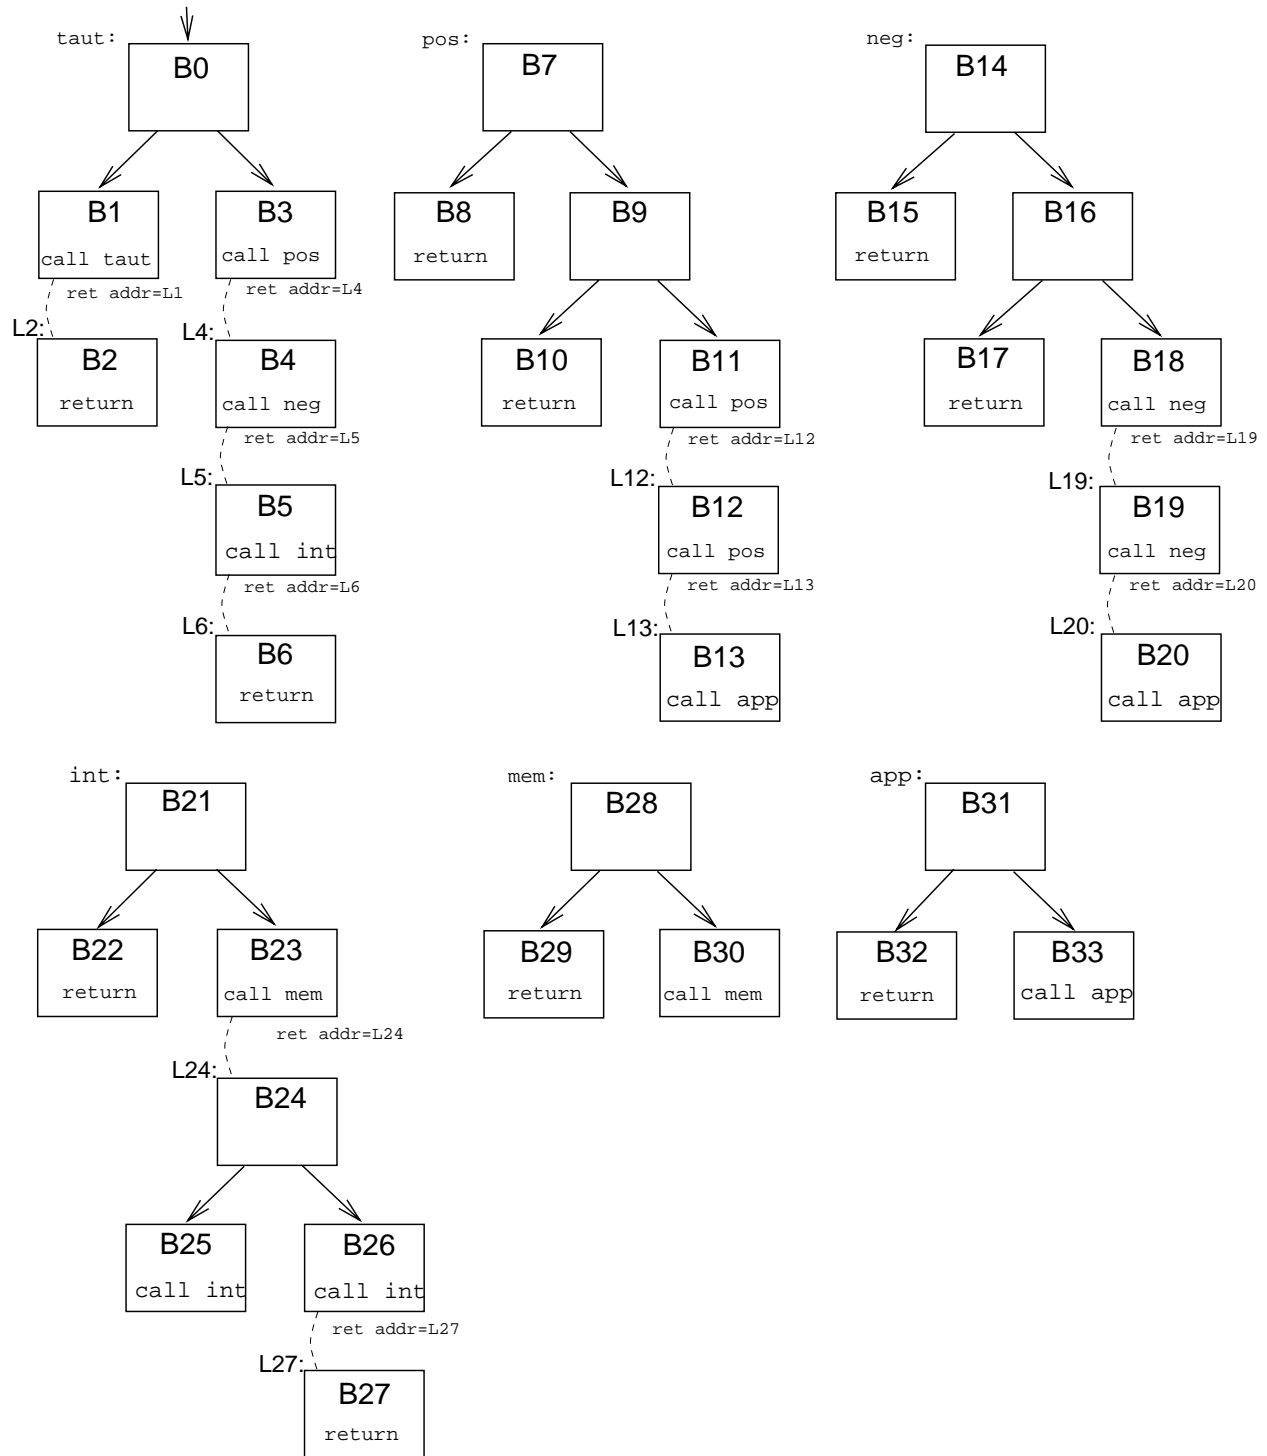 taut:
B0
B1
call taut
ret addr=L1
L2:
B2
return
B3
call pos
ret addr=L4
L4:
B4
call neg
ret addr=L5
L5:
B5
call int
ret addr=L6
L6:
B6
return
pos:
B7
B8
return
B9
B10
return
B11
call pos
ret addr=L12
L12:
B12
call pos
ret addr=L13
L13:
B13
call app
neg:
B14
B15
return
B16
B17
return
B18
call neg
ret addr=L19
L19:
B19
call neg
ret addr=L20
L20:
B20
call app
int:
B21
B22
return
B23
call mem
ret addr=L24
L24:
B24
B25
call int
B26
call int
ret addr=L27
L27:
B27
return
mem:
B28
B29
return
B30
call mem
app:
B31
B32
return
B33
call app